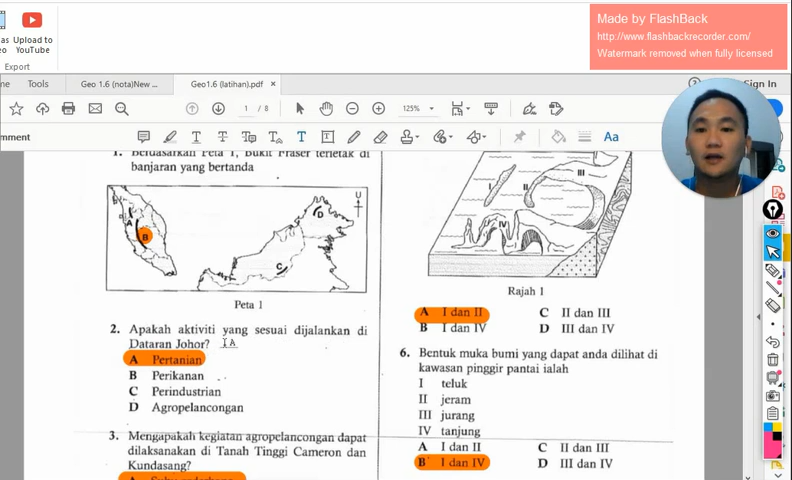 Made by FlashBack
http://www.flashbackrecorder.com/
Watermark removed when fully licensed
as Upload to
YouTube
Export
Tools
Geo 1.6 (nota)New ...
Geo1.6 (latihan).pdf ×
Sign In
1 / 8
125%
mment
Aa
1. Berdasarkan Peta 1, Bukit Fraser terletak di
banjaran yang bertanda
U
A
B
C
D
Peta 1
2. Apakah aktiviti yang sesuai dijalankan di
Dataran Johor?
A Pertanian
B Perikanan
C Perindustrian
D Agropelancongan
3. Mengapakah kegiatan agropelancongan dapat
dilaksanakan di Tanah Tinggi Cameron dan
Kundasang?
I
II
III
IV
Rajah 1
A I dan II C II dan III
B I dan IV D III dan IV
6. Bentuk muka bumi yang dapat anda dilihat di
kawasan pinggir pantai ialah
I teluk
II jeram
III jurang
IV tanjung
A I dan II C II dan III
B I dan IV D III dan IV